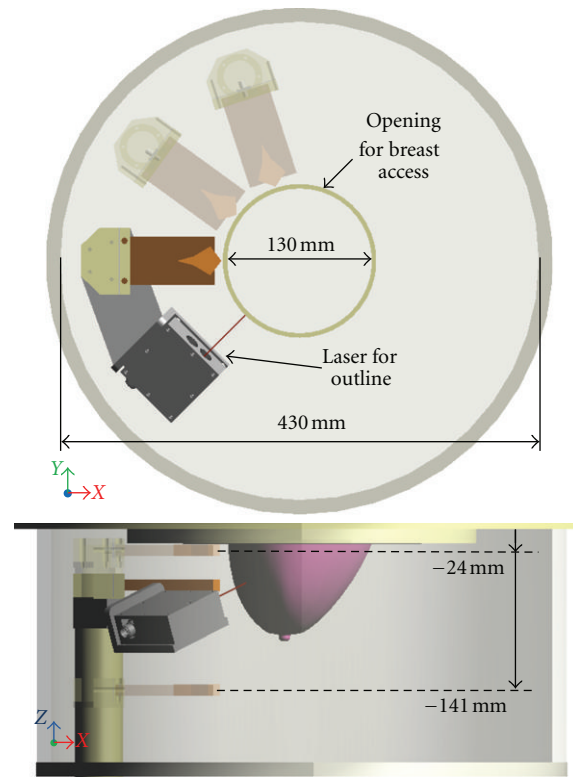 Opening
for breast
access
130 mm
Laser for
outline
430 mm
Y
X
−24 mm
−141 mm
Z
X